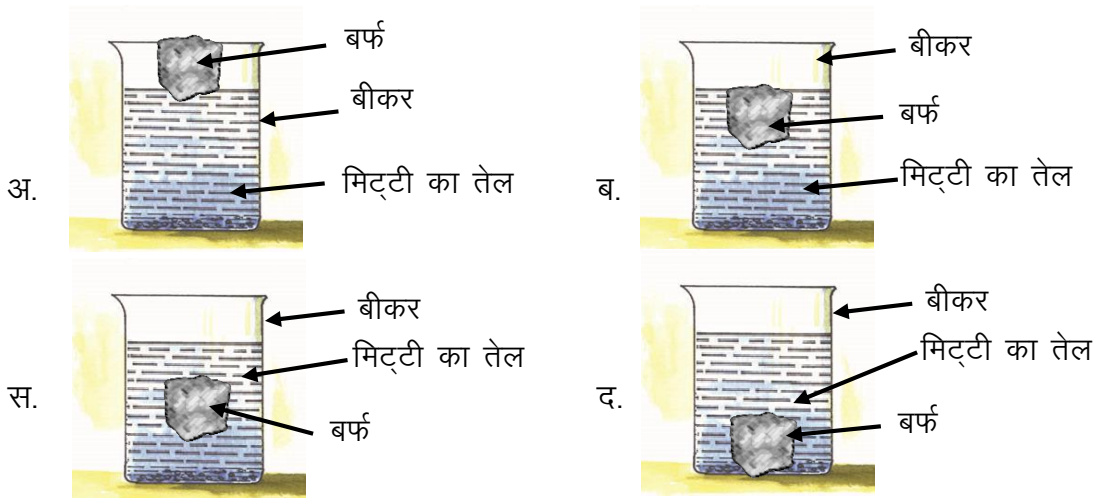 बर्फ
बीकर
मिट्टी का तेल
अ.
बीकर
बर्फ
मिट्टी का तेल
ब.
बीकर
मिट्टी का तेल
बर्फ
स.
बीकर
मिट्टी का तेल
बर्फ
द.